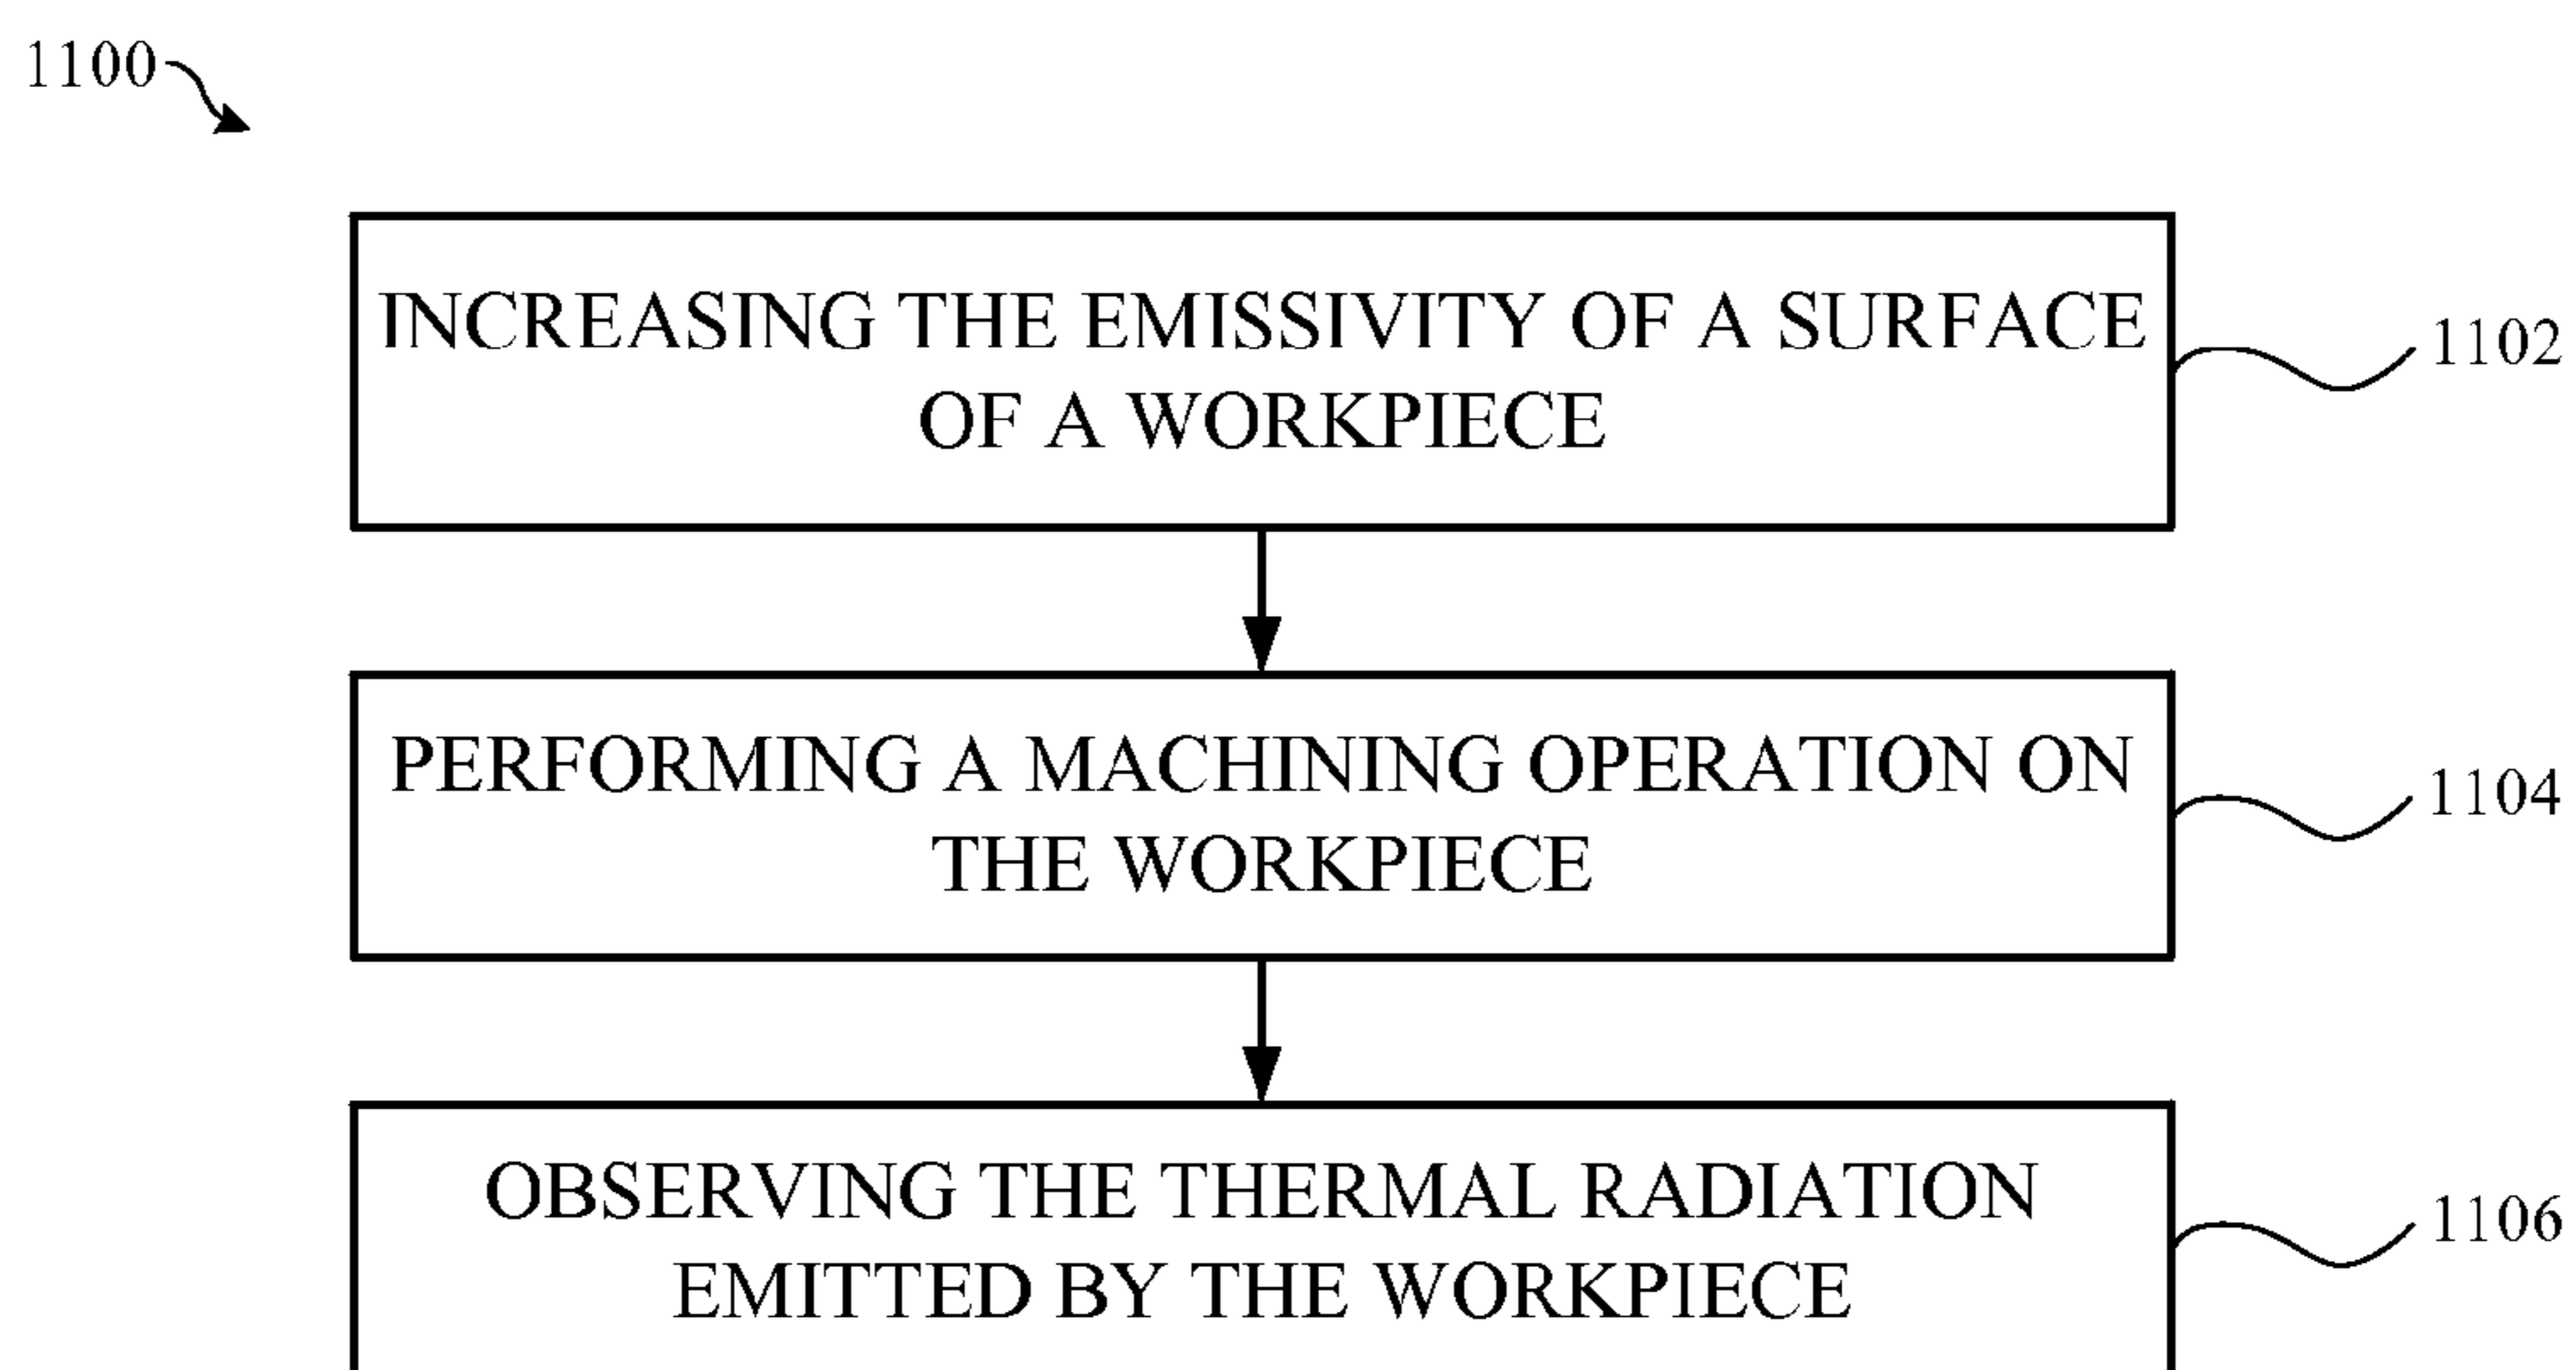 1100
INCREASING THE EMISSIVITY OF A SURFACE
OF A WORKPIECE
1102
PERFORMING A MACHINING OPERATION ON
THE WORKPIECE
1104
OBSERVING THE THERMAL RADIATION
EMITTED BY THE WORKPIECE
1106